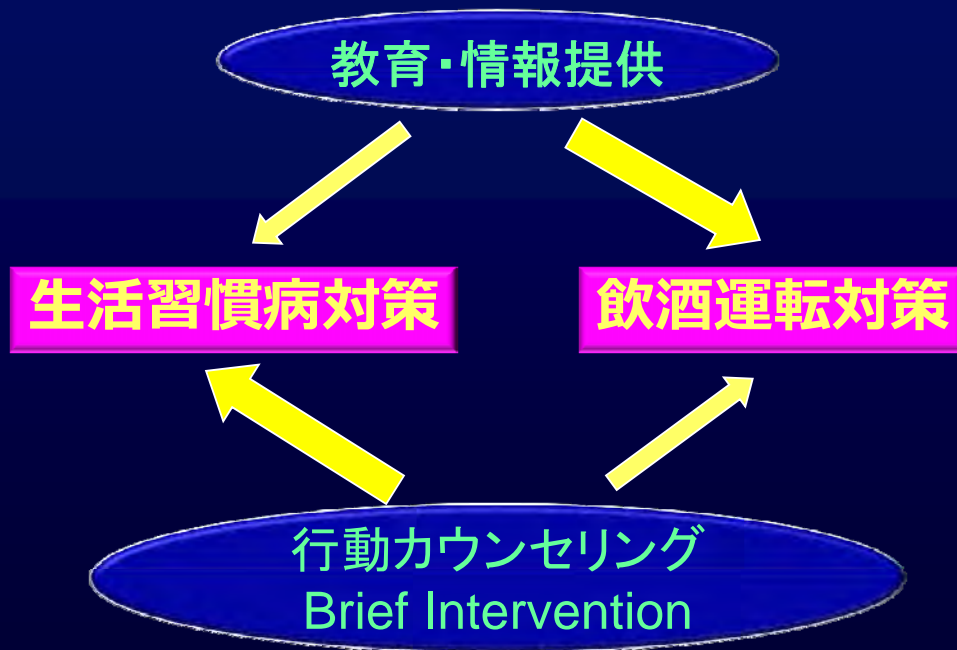 教育・情報提供
生活習慣病対策
飲酒運転対策
行動カウンセリング
Brief Intervention